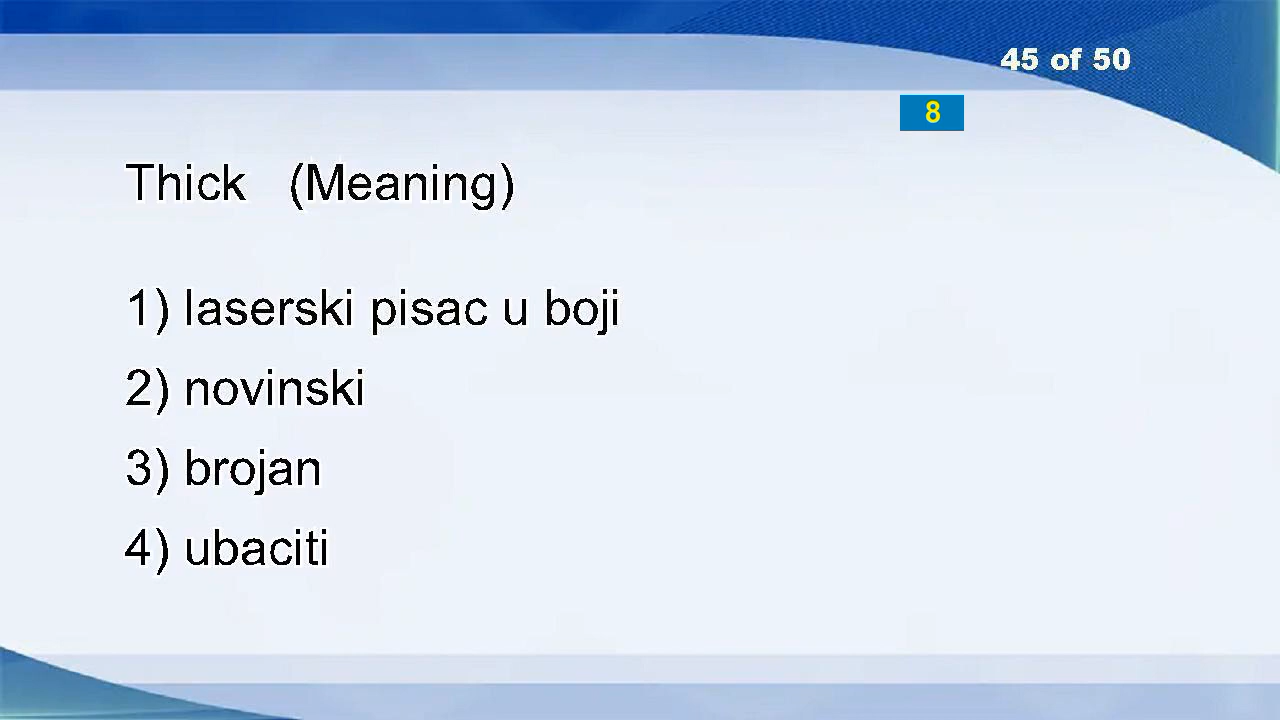 45 of 50
8
Thick (Meaning)
1) laserski pisac u boji
2) novinski
3) brojan
4) ubaciti